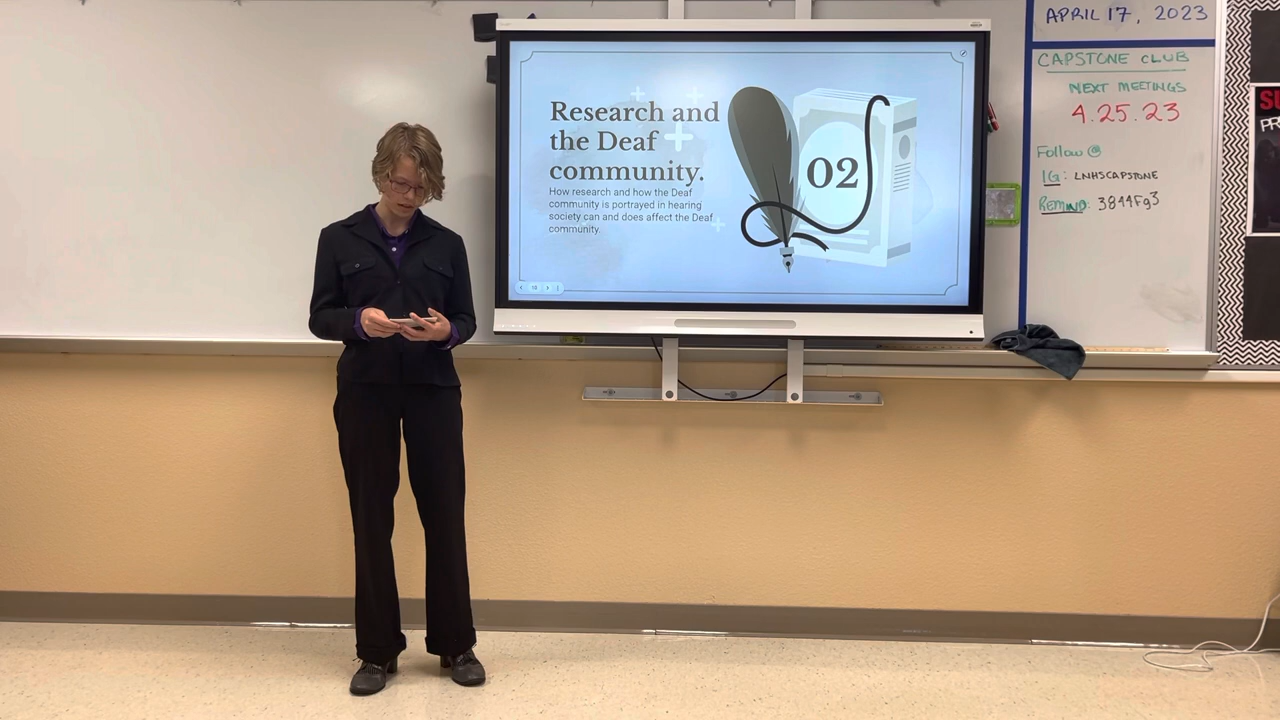 Research and
the Deaf
community.
How research and how the Deaf
community is portrayed in hearing
society can and does affect the Deaf
community.
02
APRIL 17, 2023
CAPSTONE CLUB
NEXT MEETINGS
4.25.23
Follow @
IG: LNHSCAPSTONE
REMIND: 3844Fg3